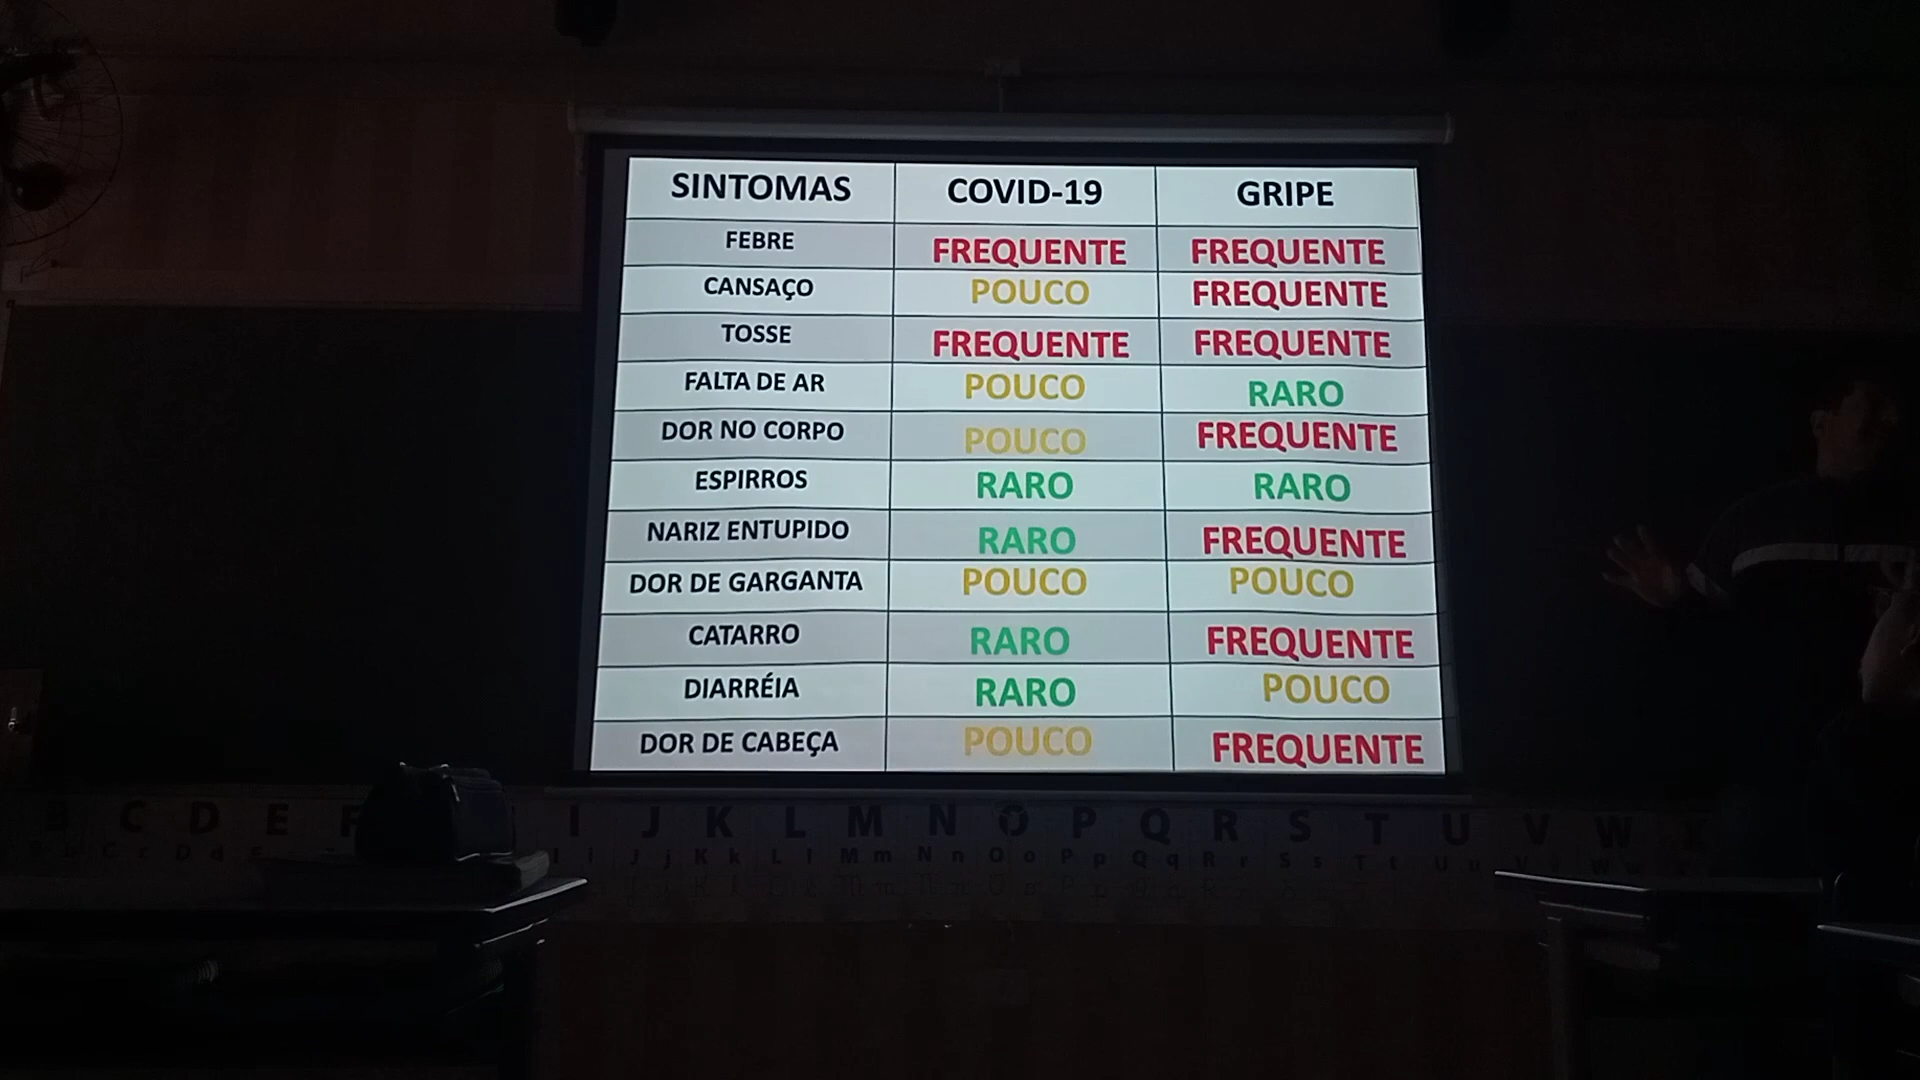 SINTOMAS COVID-19 GRIPE
FEBRE FREQUENTE FREQUENTE
CANSAÇO POUCO FREQUENTE
TOSSE FREQUENTE FREQUENTE
FALTA DE AR POUCO RARO
DOR NO CORPO POUCO FREQUENTE
ESPIRROS RARO RARO
NARIZ ENTUPIDO RARO FREQUENTE
DOR DE GARGANTA POUCO POUCO
CATARRO RARO FREQUENTE
DIARRÉIA RARO POUCO
DOR DE CABEÇA POUCO FREQUENTE
B C D E F I J K L M N O P Q R S T U V W X
C c D d I i J j K k L l M m N n O o P p Q q R r S s T t U u V v W w